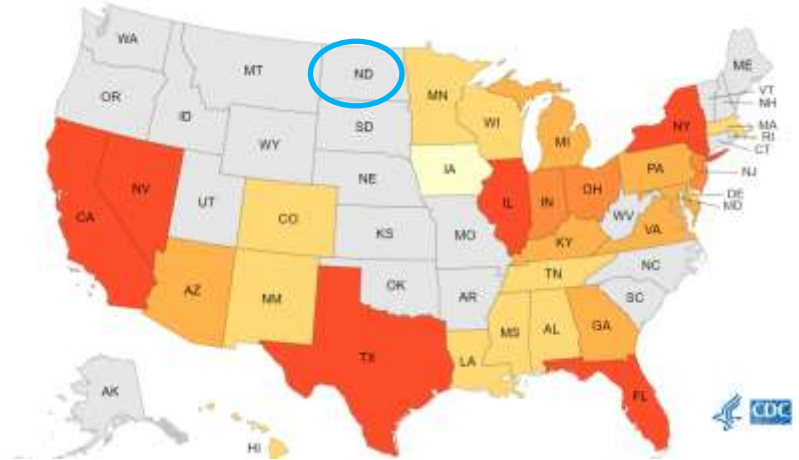 WA
MT
ND
MN
ME
VT
NH
OR
ID
SD
WI
MI
NY
MA
RI
CT
WY
NE
IA
PA
NJ
NV
UT
CO
IL
IN
OH
DE
MD
CA
KS
MO
WV
VA
KY
AZ
NM
OK
AR
TN
NC
SC
MS
AL
GA
TX
LA
FL
AK
HI
CDC